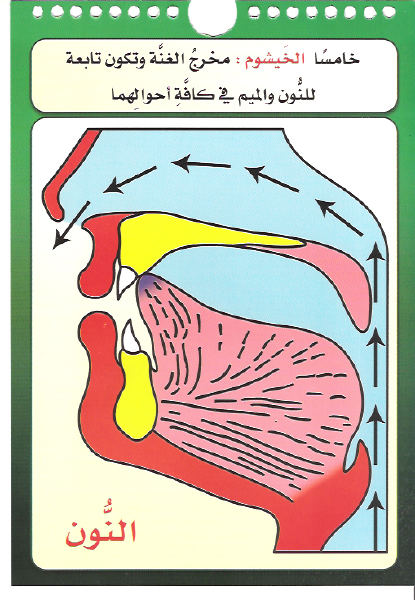 خامسًا الخَيشوم : مخرجُ الغنَّة وتكون تابعة
للنُّون والميم في كافَّةِ أحوالِهما
النُّون